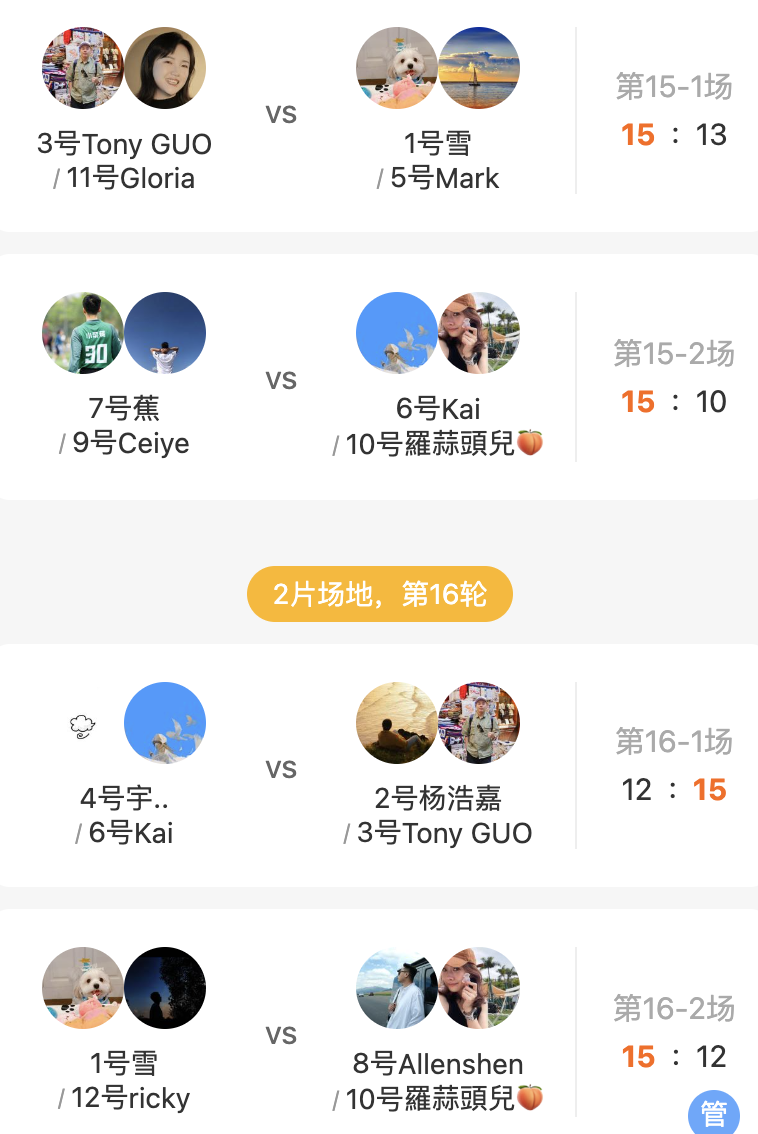 3号Tony GUO
/ 11号Gloria
VS
1号雪
/ 5号Mark
第15-1场
15 : 13
小香蕉
30
7号蕉
/ 9号Ceiye
VS
6号Kai
/ 10号羅蒜頭兒🍑
第15-2场
15 : 10
2片场地，第16轮
4号宇..
/ 6号Kai
VS
2号杨浩嘉
/ 3号Tony GUO
第16-1场
12 : 15
1号雪
/ 12号ricky
VS
8号Allenshen
/ 10号羅蒜頭兒🍑
第16-2场
15 : 12
管